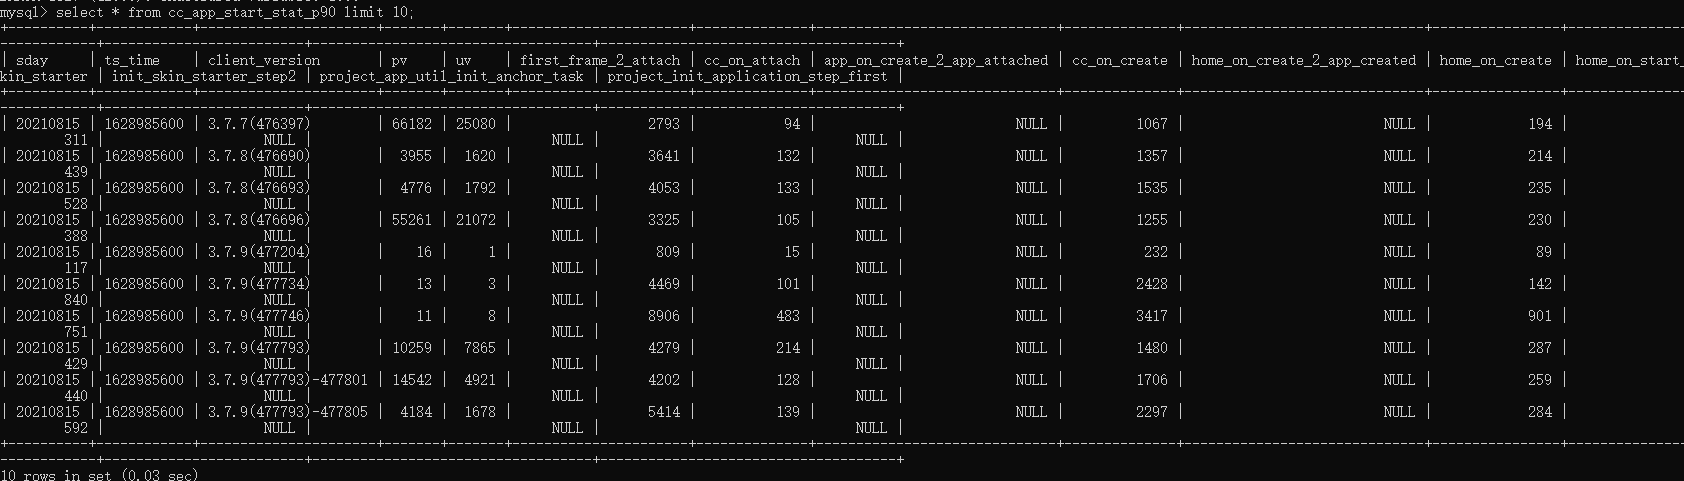 mysql> select * from cc_app_start_stat_p90 limit 10;
| sday | ts_time | client_version | pv | uv | first_frame_2_attach | cc_on_attach | app_on_create_2_app_attached | cc_on_create | home_on_create_2_app_created | home_on_create | home_on_start_
kin_starter | init_skin_starter_step2 | project_app_util_init_anchor_task | project_init_application_step_first |
| 20210815 | 1628985600 | 3.7.7(476397) | 66182 | 25080 | 2793 | 94 | NULL | 1067 | NULL | 194 |
311 | NULL | NULL | NULL |
| 20210815 | 1628985600 | 3.7.8(476690) | 3955 | 1620 | 3641 | 132 | NULL | 1357 | NULL | 214 |
439 | NULL | NULL | NULL |
| 20210815 | 1628985600 | 3.7.8(476693) | 4776 | 1792 | 4053 | 133 | NULL | 1535 | NULL | 235 |
528 | NULL | NULL | NULL |
| 20210815 | 1628985600 | 3.7.8(476696) | 55261 | 21072 | 3325 | 105 | NULL | 1255 | NULL | 230 |
388 | NULL | NULL | NULL |
| 20210815 | 1628985600 | 3.7.9(477204) | 16 | 1 | 809 | 15 | NULL | 232 | NULL | 89 |
117 | NULL | NULL | NULL |
| 20210815 | 1628985600 | 3.7.9(477734) | 13 | 3 | 4469 | 101 | NULL | 2428 | NULL | 142 |
840 | NULL | NULL | NULL |
| 20210815 | 1628985600 | 3.7.9(477746) | 11 | 8 | 8906 | 483 | NULL | 3417 | NULL | 901 |
751 | NULL | NULL | NULL |
| 20210815 | 1628985600 | 3.7.9(477793) | 10259 | 7865 | 4279 | 214 | NULL | 1480 | NULL | 287 |
429 | NULL | NULL | NULL |
| 20210815 | 1628985600 | 3.7.9(477793)-477801 | 14542 | 4921 | 4202 | 128 | NULL | 1706 | NULL | 259 |
440 | NULL | NULL | NULL |
| 20210815 | 1628985600 | 3.7.9(477793)-477805 | 4184 | 1678 | 5414 | 139 | NULL | 2297 | NULL | 284 |
592 | NULL | NULL | NULL |
10 rows in set (0.03 sec)